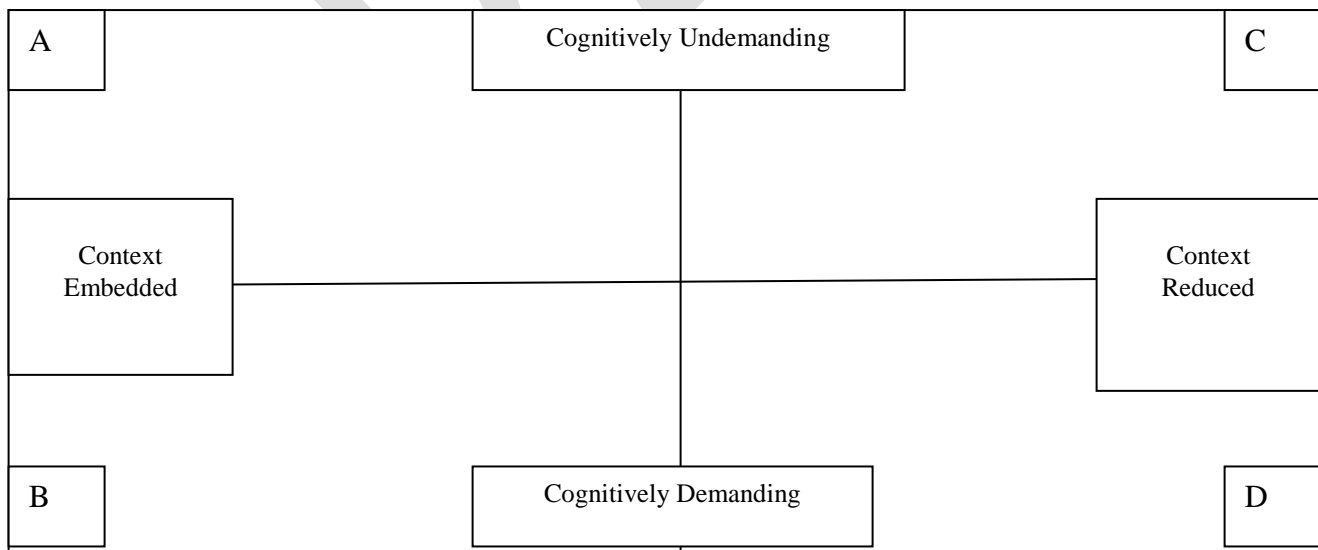 A
Cognitively Undemanding
C
Context
Embedded
Context
Reduced
B
Cognitively Demanding
D